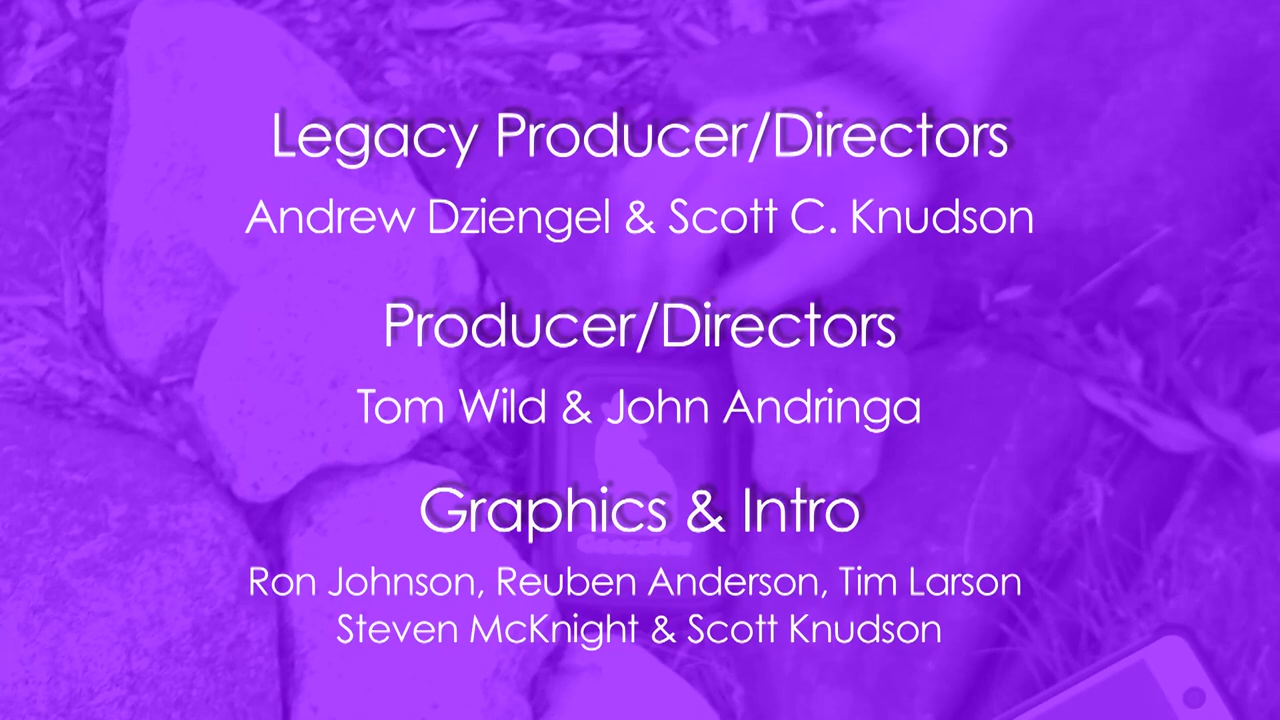 Legacy Producer/Directors
Andrew Dziengel & Scott C. Knudson
Producer/Directors
Tom Wild & John Andringa
Graphics & Intro
Ron Johnson, Reuben Anderson, Tim Larson
Steven McKnight & Scott Knudson